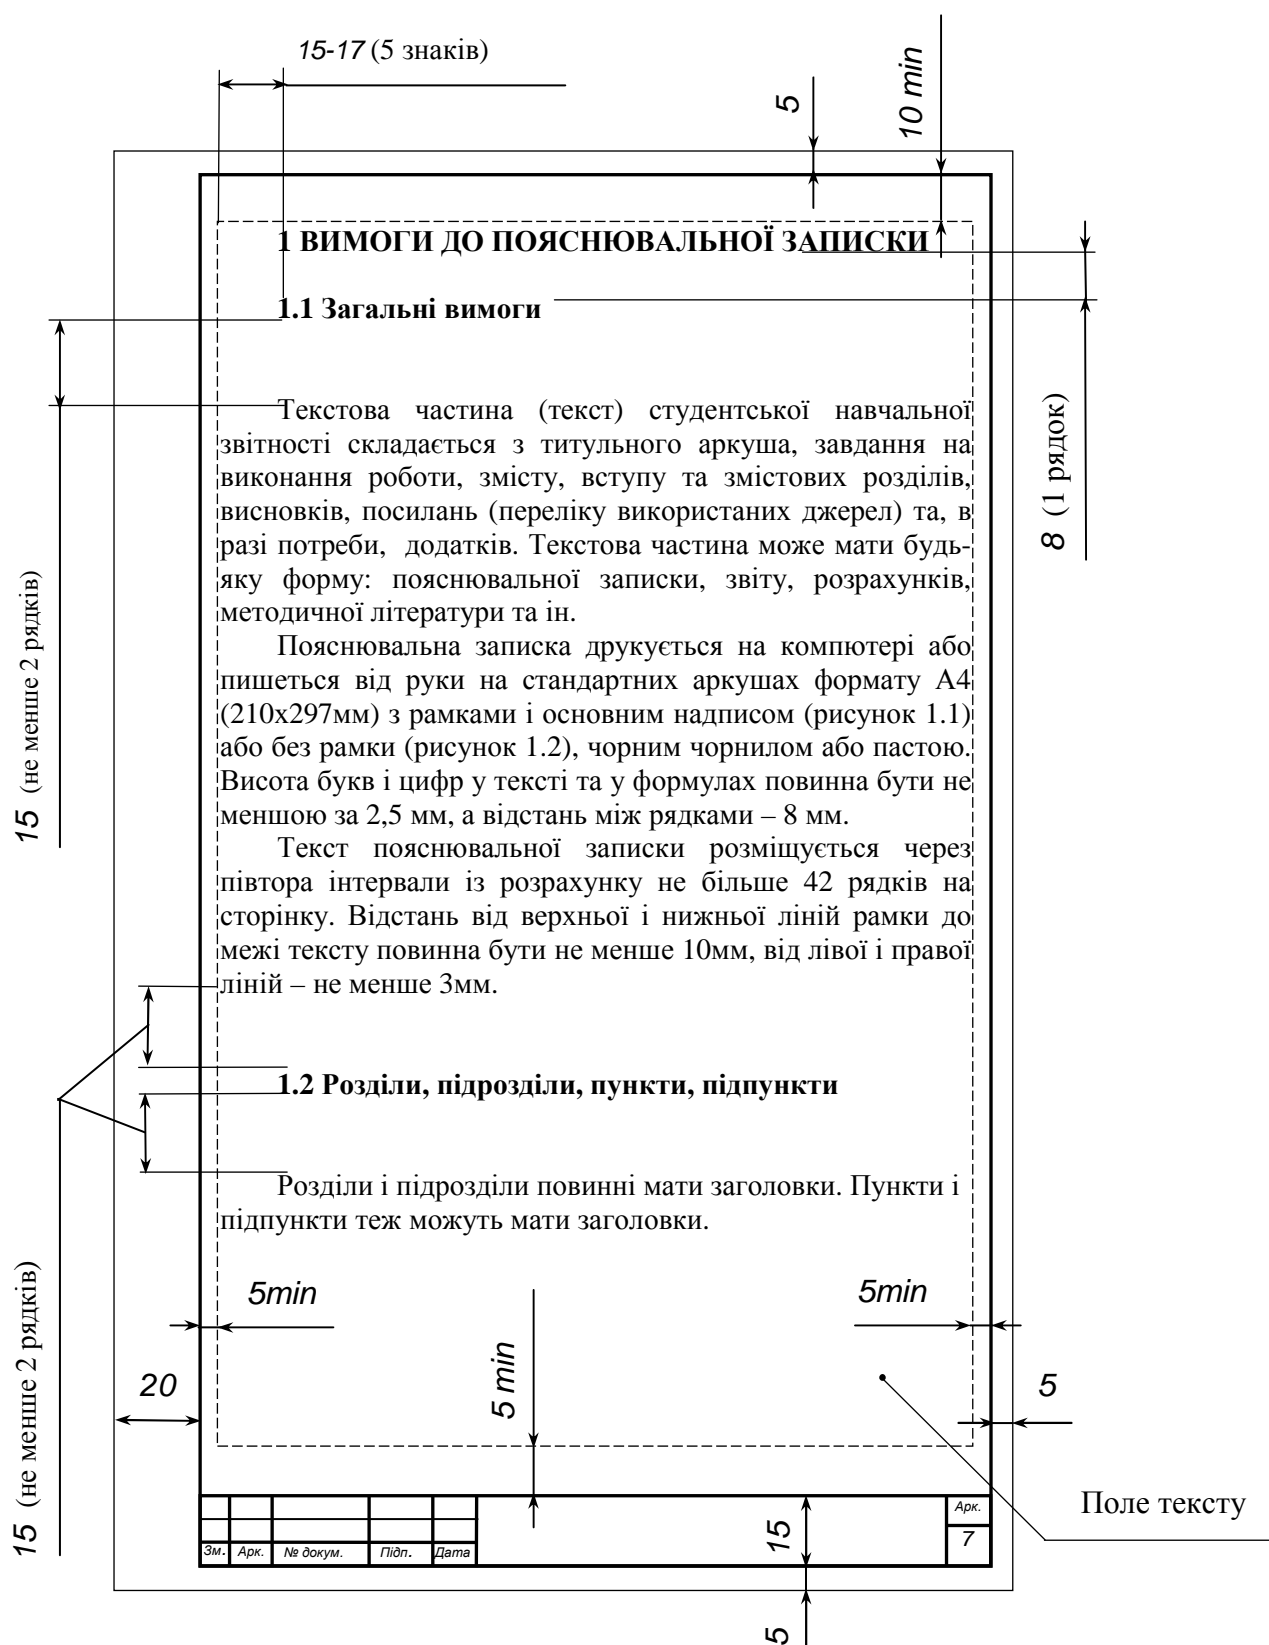 15-17 (5 знаків)
5
10 min
1 ВИМОГИ ДО ПОЯСНЮВАЛЬНОЇ ЗАПИСКИ
1.1 Загальні вимоги
8 (1 рядок)
15 (не менше 2 рядків)
Текстова частина (текст) студентської навчальної
звітності складається з титульного аркуша, завдання на
виконання роботи, змісту, вступу та змістових розділів,
висновків, посилань (переліку використаних джерел) та, в
разі потреби, додатків. Текстова частина може мати будь-
яку форму: пояснювальної записки, звіту, розрахунків,
методичної літератури та ін.
Пояснювальна записка друкується на компютері або
пишеться від руки на стандартних аркушах формату А4
(210х297мм) з рамками і основним надписом (рисунок 1.1)
або без рамки (рисунок 1.2), чорним чорнилом або пастою.
Висота букв і цифр у тексті та у формулах повинна бути не
меншою за 2,5 мм, а відстань між рядками – 8 мм.
Текст пояснювальної записки розміщується через
півтора інтервали із розрахунку не більше 42 рядків на
сторінку. Відстань від верхньої і нижньої ліній рамки до
межі тексту повинна бути не менше 10мм, від лівої і правої
ліній – не менше 3мм.
1.2 Розділи, підрозділи, пункти, підпункти
15 (не менше 2 рядків)
Розділи і підрозділи повинні мати заголовки. Пункти і
підпункти теж можуть мати заголовки.
5min
5min
5 min
20
5
Поле тексту
15
Арк.
7
Зм. Арк. № докум. Підп. Дата
5